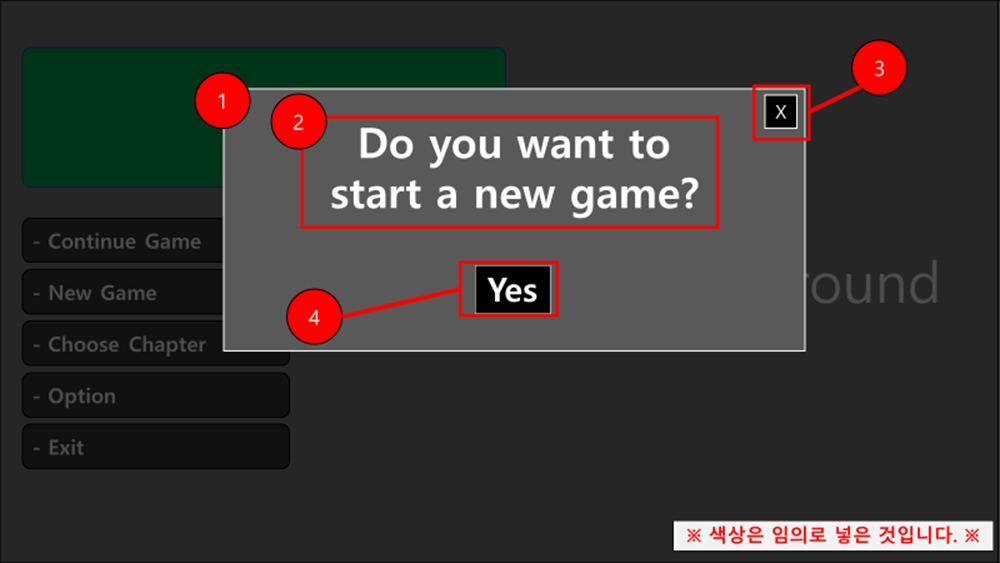 1
2
3
Do you want to
start a new game?
X
- Continue Game
- New Game
- Choose Chapter
- Option
- Exit
Yes
4
round
※ 색상은 임의로 넣은 것입니다. ※